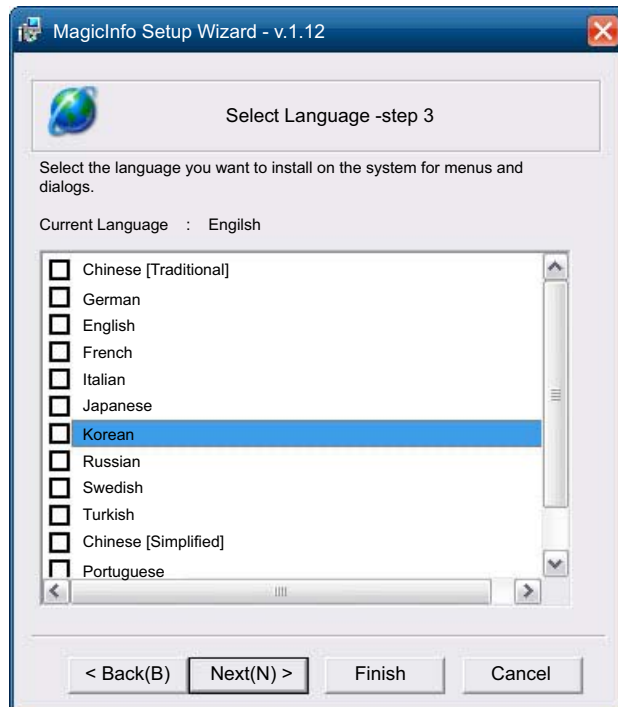 MagicInfo Setup Wizard - v.1.12
Select Language -step 3
Select the language you want to install on the system for menus and
dialogs.
Current Language : Engilsh
Chinese [Traditional]
German
English
French
Italian
Japanese
Korean
Russian
Swedish
Turkish
Chinese [Simplified]
Portuguese
< Back(B) Next(N) > Finish Cancel